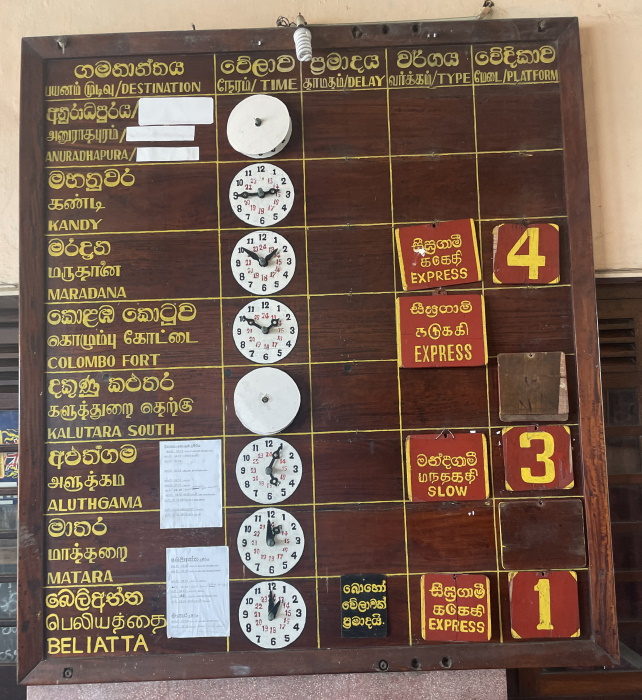 ගමනාන්තය වේලාව ප්‍රමාදය වර්ගය වේදිකාව
பயனம் முடிவு/DESTINATION நேரம்/ TIME தாமதம்/DELAY வர்க்கம்/TYPE மேடை/PLATFORM
අනුරාධපුරය/
அனுராதபுரம்/
ANURADHAPURA/
මහනුවර
கண்டி
KANDY
මරදාන
மருதானை
MARADANA
සීඝ්‍රගාමී
கடுகதி
EXPRESS
4
කොළඹ කොටුව
கொழும்பு கோட்டை
COLOMBO FORT
සීඝ්‍රගාමී
கடுகதி
EXPRESS
දකුණු කළුතර
களுத்துறை தெற்கு
KALUTARA SOUTH
අළුත්ගම
அளுத்கம
ALUTHGAMA
මන්දගාමී
மந்தகதி
SLOW
3
මාතර
மாத்தறை
MATARA
බෙලිඅත්ත
பெலியத்தை
BELIATTA
බොහෝ
වේලාවක්
ප්‍රමාදයි.
සීඝ්‍රගාමී
கடுகதி
EXPRESS
1